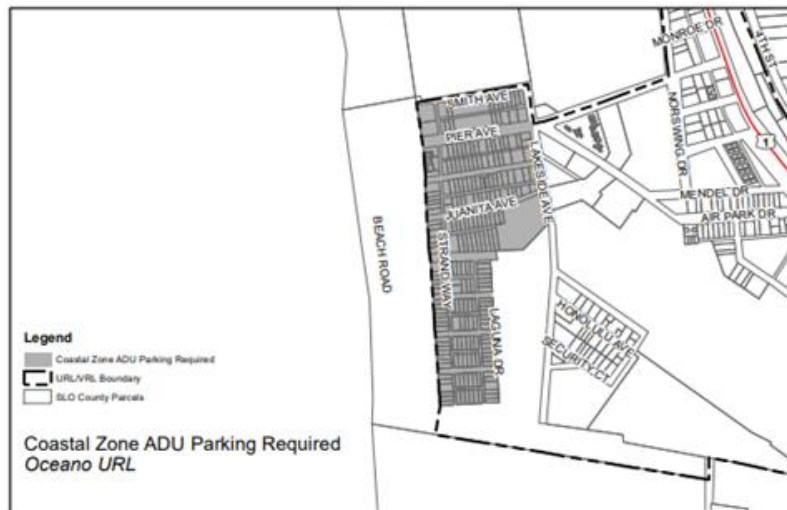 MONROE DR
4TH ST
SMITH AVE
NORSWING DR
PIER AVE
1
LAKESIDE AVE
MENDEL DR
JUANITA AVE
AIR PARK DR
BEACH ROAD
STRAND WAY
HONOLULU AVE
LAGUNA DR
SECURITY CT
Legend
Coastal Zone ADU Parking Required
URL/VRL Boundary
SLO County Parcels
Coastal Zone ADU Parking Required
Oceano URL